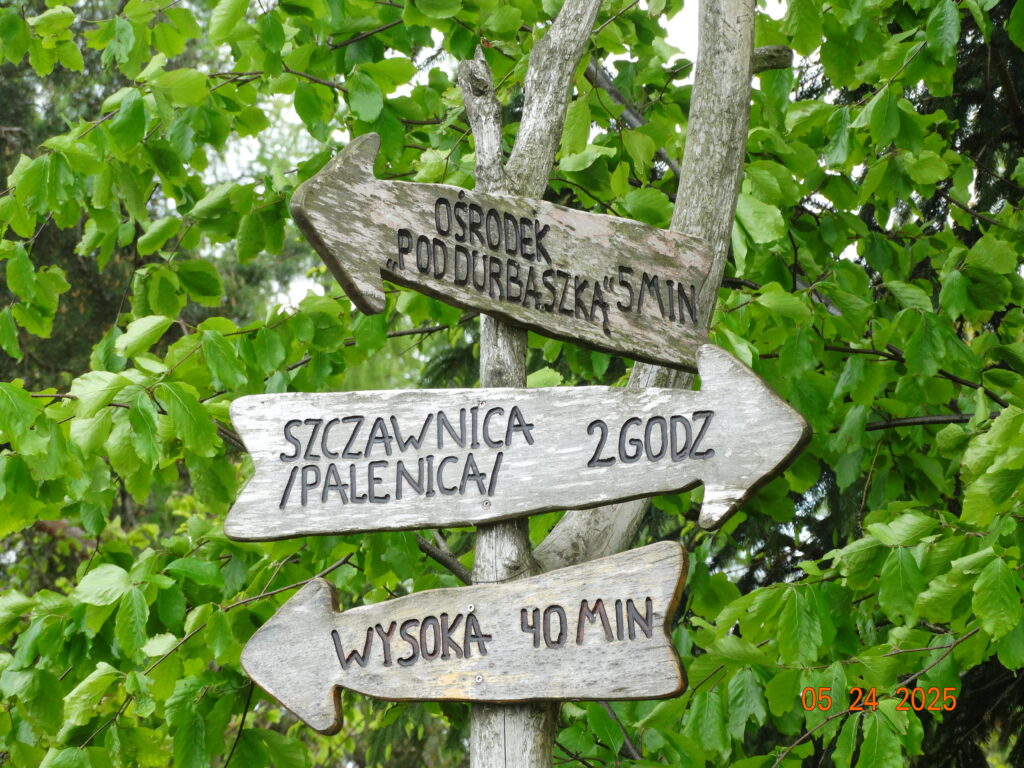 OŚRODEK
„POD DURBASZKĄ“ 5 MIN
SZCZAWNICA 2 GODZ
/PALENICA/
WYSOKA 40 MIN
05 24 2025